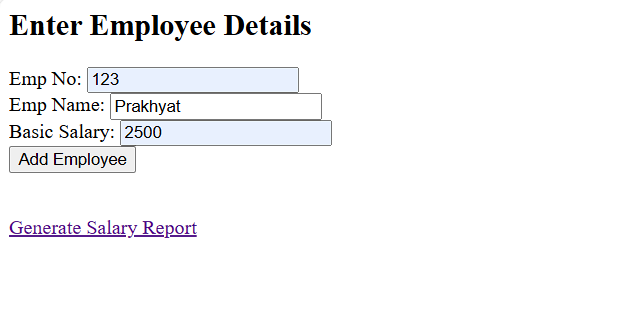 Enter Employee Details
Emp No: 123
Emp Name: Prakhyat
Basic Salary: 2500
Add Employee
Generate Salary Report